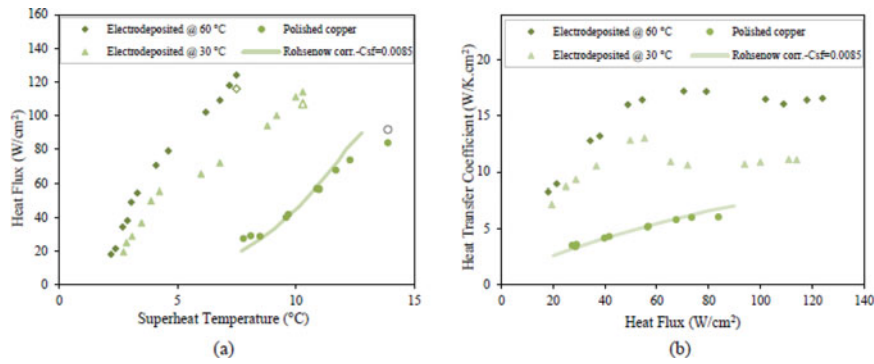 Electrodeposited @ 60 °C
Polished copper
Electrodeposited @ 30 °C
Rohsenow corr.-Csf=0.0085
160
140
120
100
80
60
40
20
0
Heat Flux (W/cm²)
0
5
10
15
Superheat Temperature (°C)
(a)
Electrodeposited @ 60 °C
Polished copper
Electrodeposited @ 30 °C
Rohsenow corr.-Csf=0.0085
20
15
10
5
0
Heat Transfer Coefficient (W/K.cm²)
0
20
40
60
80
100
120
140
Heat Flux (W/cm²)
(b)